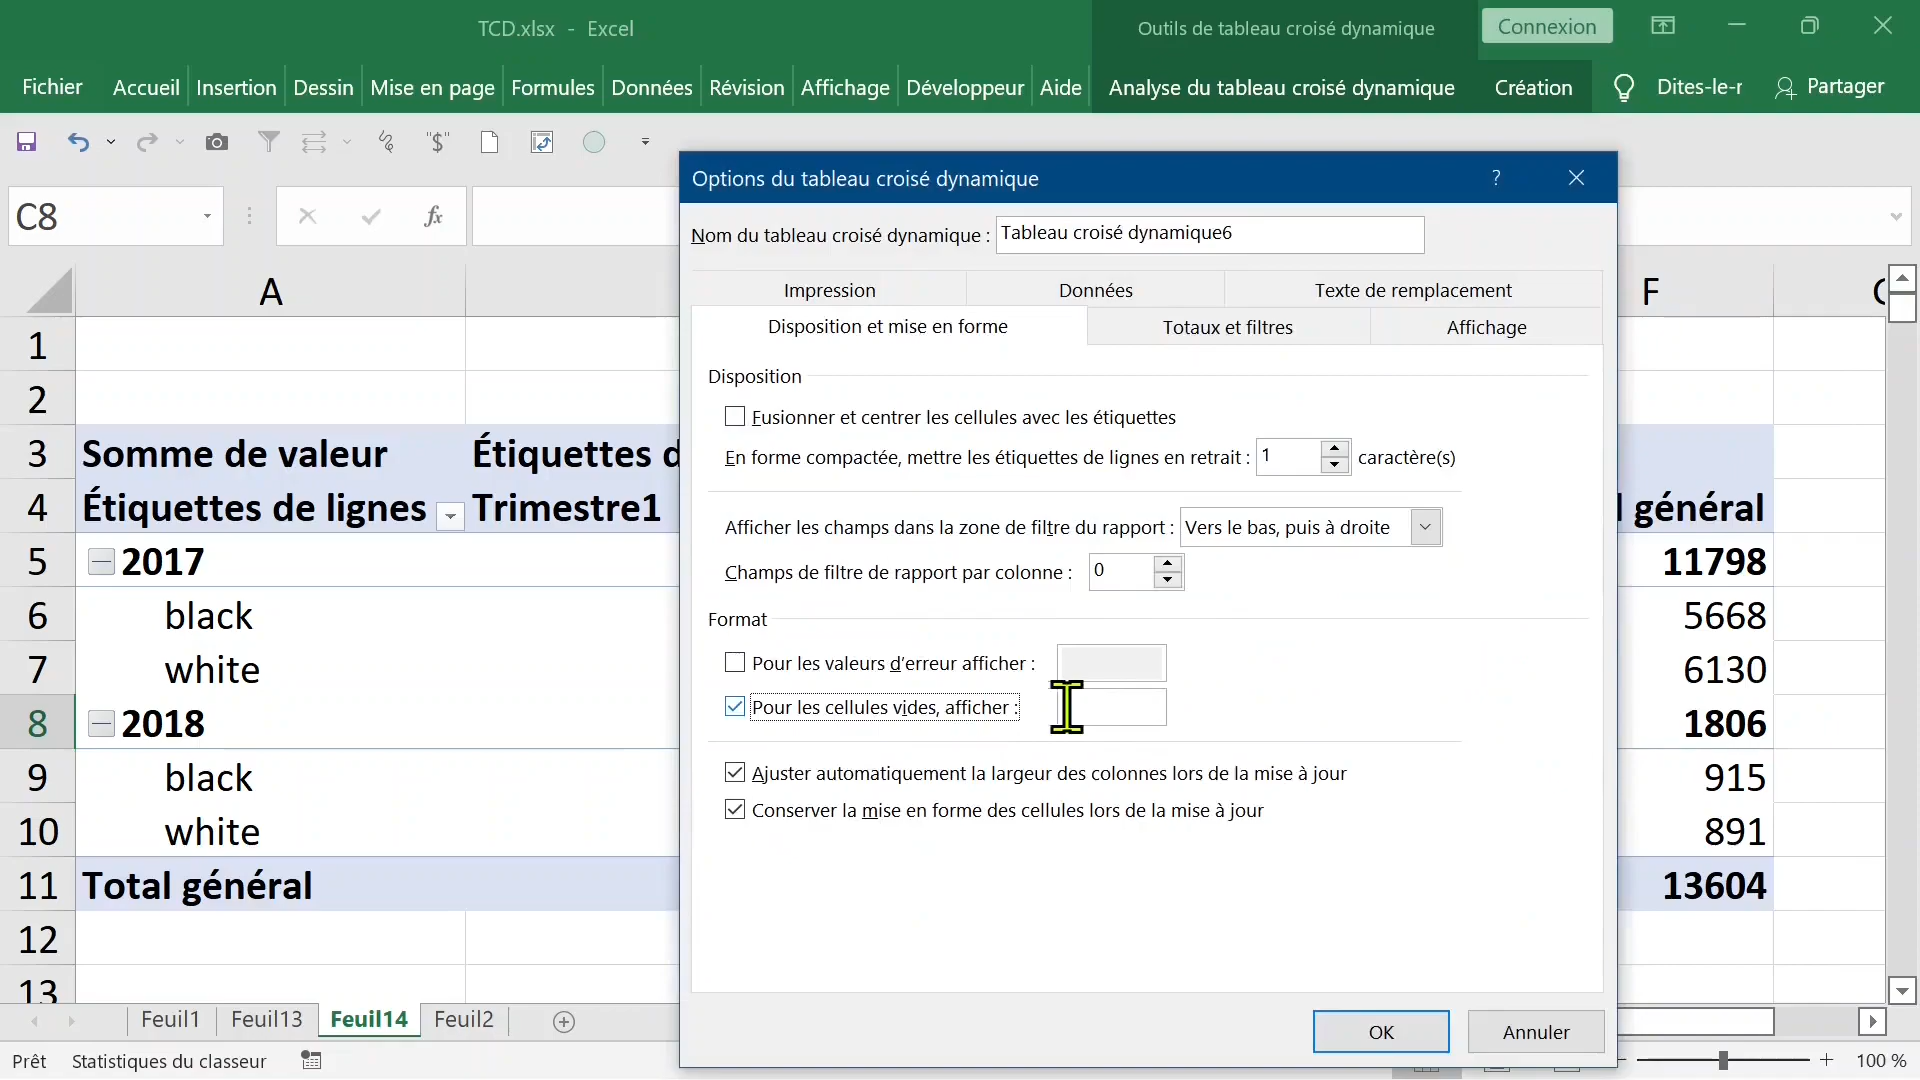 TCD.xlsx - Excel
Outils de tableau croisé dynamique
Connexion
Fichier Accueil Insertion Dessin Mise en page Formules Données Révision Affichage Développeur Aide Analyse du tableau croisé dynamique Création Dites-le-r Partager
"$"
C8
fx
Options du tableau croisé dynamique ?
Nom du tableau croisé dynamique : Tableau croisé dynamique6
Impression Données Texte de remplacement
Disposition et mise en forme Totaux et filtres Affichage
Disposition
Fusionner et centrer les cellules avec les étiquettes
En forme compactée, mettre les étiquettes de lignes en retrait : 1 caractère(s)
Afficher les champs dans la zone de filtre du rapport : Vers le bas, puis à droite
Champs de filtre de rapport par colonne : 0
Format
Pour les valeurs d'erreur afficher :
Pour les cellules vides, afficher :
Ajuster automatiquement la largeur des colonnes lors de la mise à jour
Conserver la mise en forme des cellules lors de la mise à jour
OK Annuler
A F
1
2
3 Somme de valeur Étiquettes d
4 Étiquettes de lignes Trimestre1 l général
5 2017 11798
6 black 5668
7 white 6130
8 2018 1806
9 black 915
10 white 891
11 Total général 13604
12
13
Feuil1 Feuil13 Feuil14 Feuil2
Prêt Statistiques du classeur 100 %